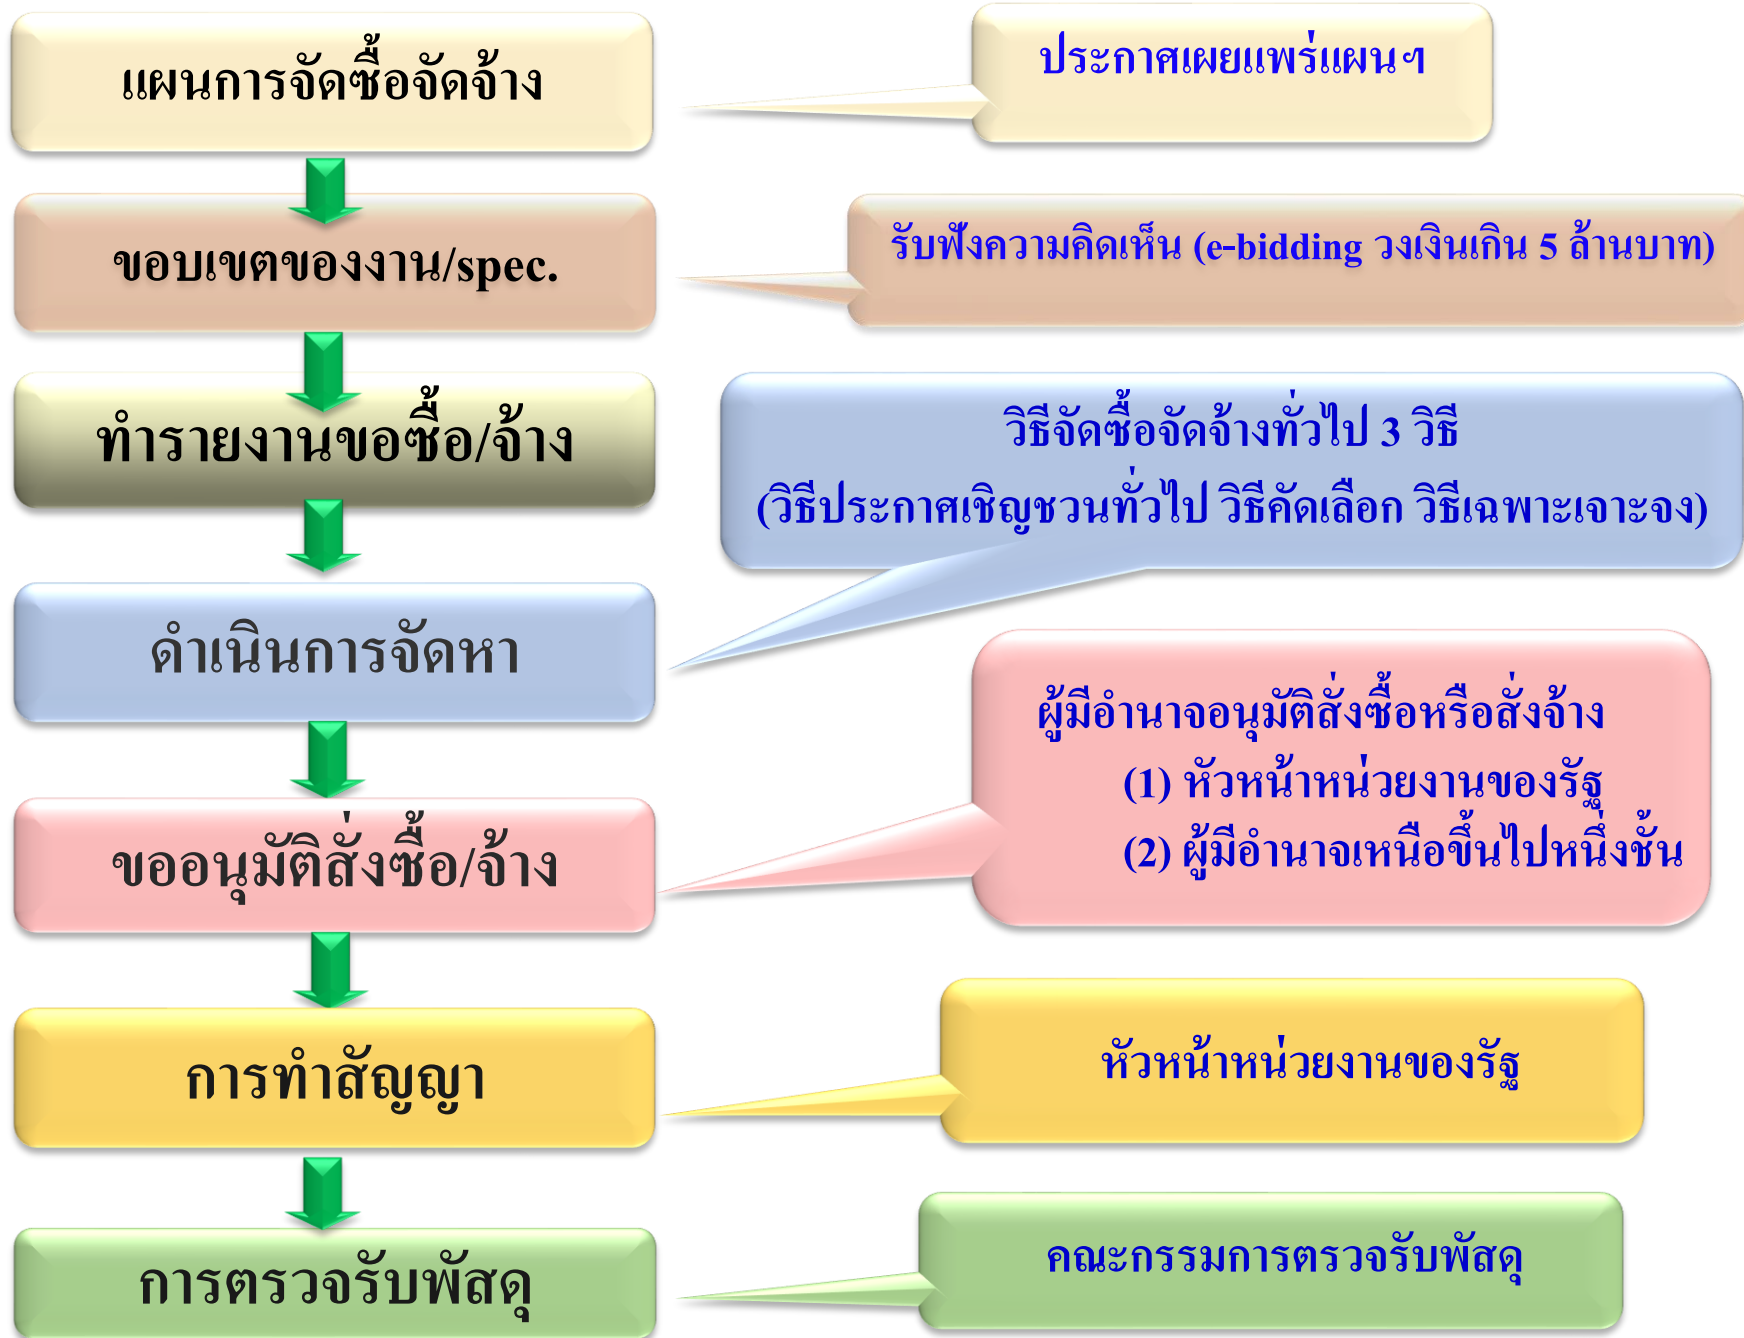 แผนการจัดซื้อจัดจ้าง
ประกาศเผยแพร่แผนฯ
ขอบเขตของงาน/spec.
รับฟังความคิดเห็น (e-bidding วงเงินเกิน 5 ล้านบาท)
ทำรายงานขอซื้อ/จ้าง
วิธีจัดซื้อจัดจ้างทั่วไป 3 วิธี
(วิธีประกาศเชิญชวนทั่วไป วิธีคัดเลือก วิธีเฉพาะเจาะจง)
ดำเนินการจัดหา
ผู้มีอำนาจอนุมัติสั่งซื้อหรือสั่งจ้าง
(1) หัวหน้าหน่วยงานของรัฐ
(2) ผู้มีอำนาจเหนือขึ้นไปหนึ่งชั้น
ขออนุมัติสั่งซื้อ/จ้าง
การทำสัญญา
หัวหน้าหน่วยงานของรัฐ
การตรวจรับพัสดุ
คณะกรรมการตรวจรับพัสดุ